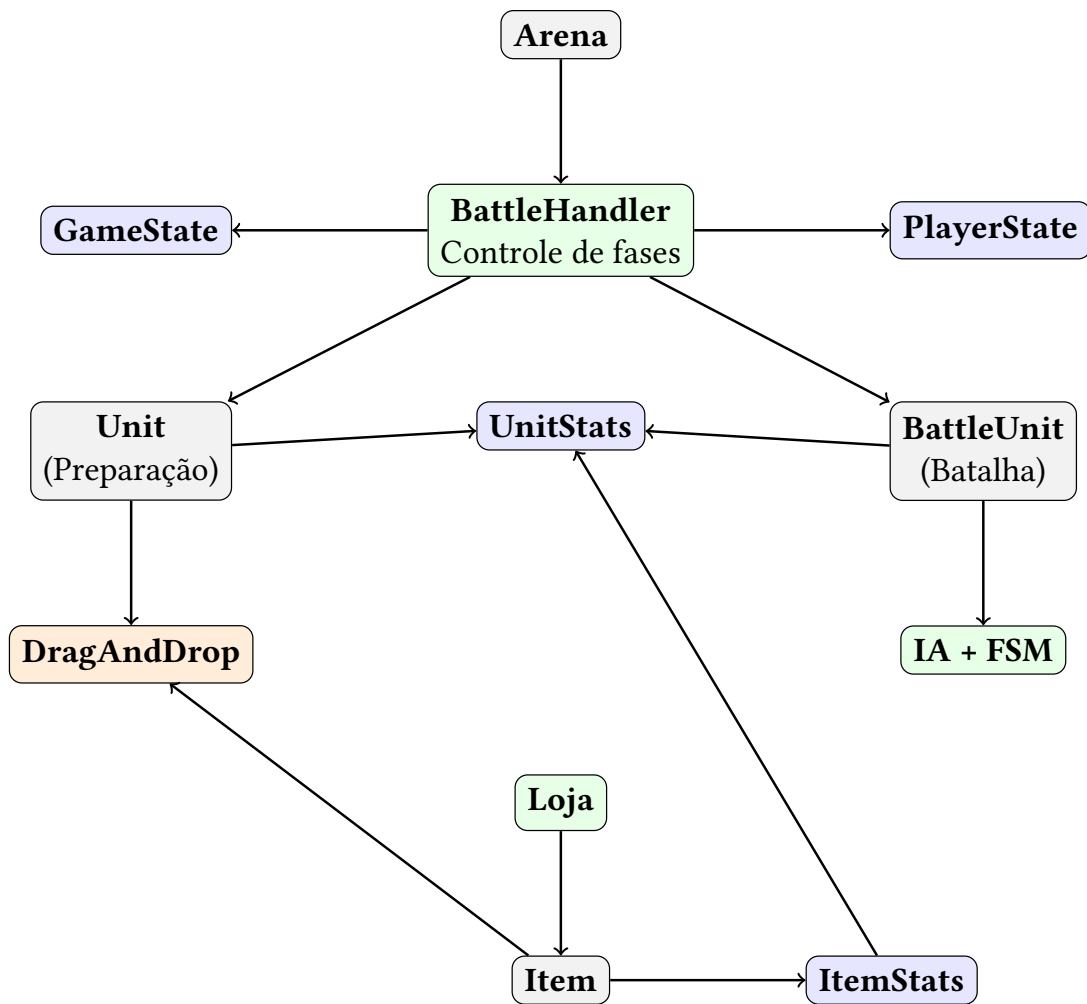 Arena
GameState
BattleHandler
Controle de fases
PlayerState
Unit
(Preparação)
UnitStats
BattleUnit
(Batalha)
DragAndDrop
IA + FSM
Loja
Item
ItemStats